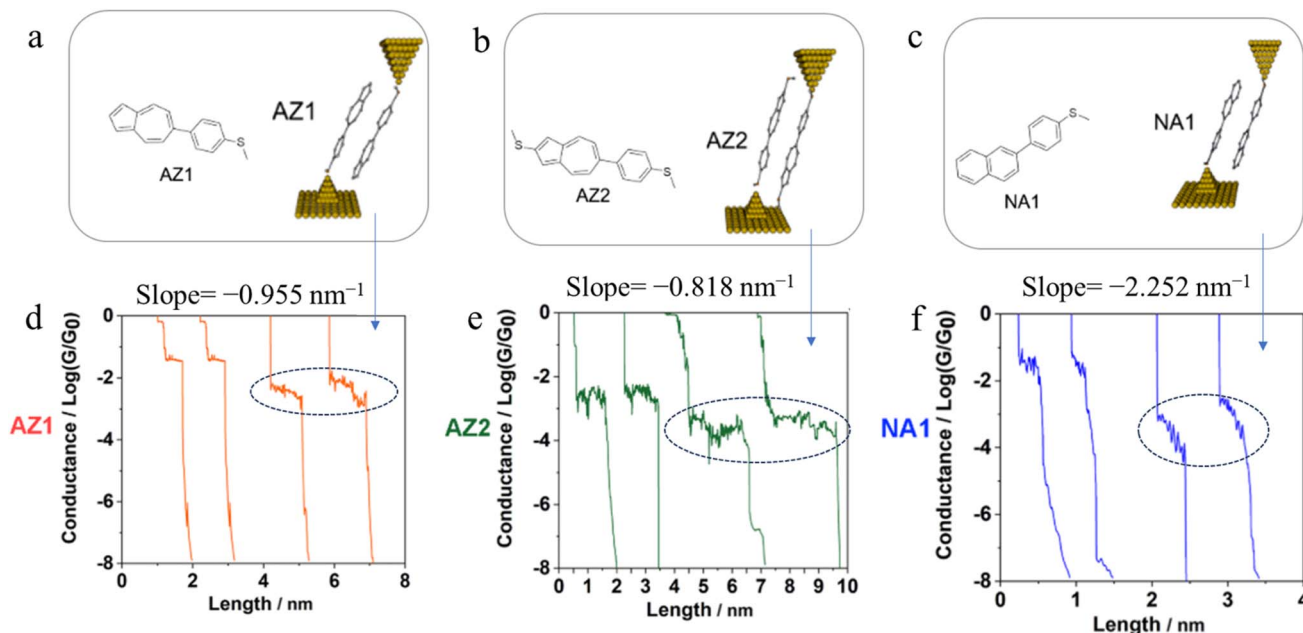 a
AZ1
S
AZ1
b
AZ2
S
S
AZ2
c
NA1
S
NA1
Slope= −0.955 nm⁻¹
Slope= −0.818 nm⁻¹
Slope= −2.252 nm⁻¹
d
AZ1
Conductance / Log(G/G₀)
0
-2
-4
-6
-8
0 2 4 6 8
Length / nm
e
AZ2
Conductance / Log(G/G₀)
0
-2
-4
-6
-8
0 1 2 3 4 5 6 7 8 9 10
Length / nm
f
NA1
Conductance / Log(G/G₀)
0
-2
-4
-6
-8
0 1 2 3 4
Length / nm